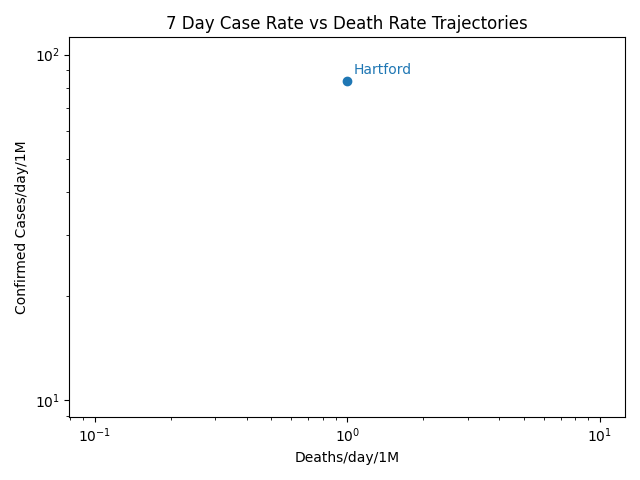 7 Day Case Rate vs Death Rate Trajectories
10²
Hartford
Confirmed Cases/day/1M
10¹
10⁻¹
10⁰
10¹
Deaths/day/1M